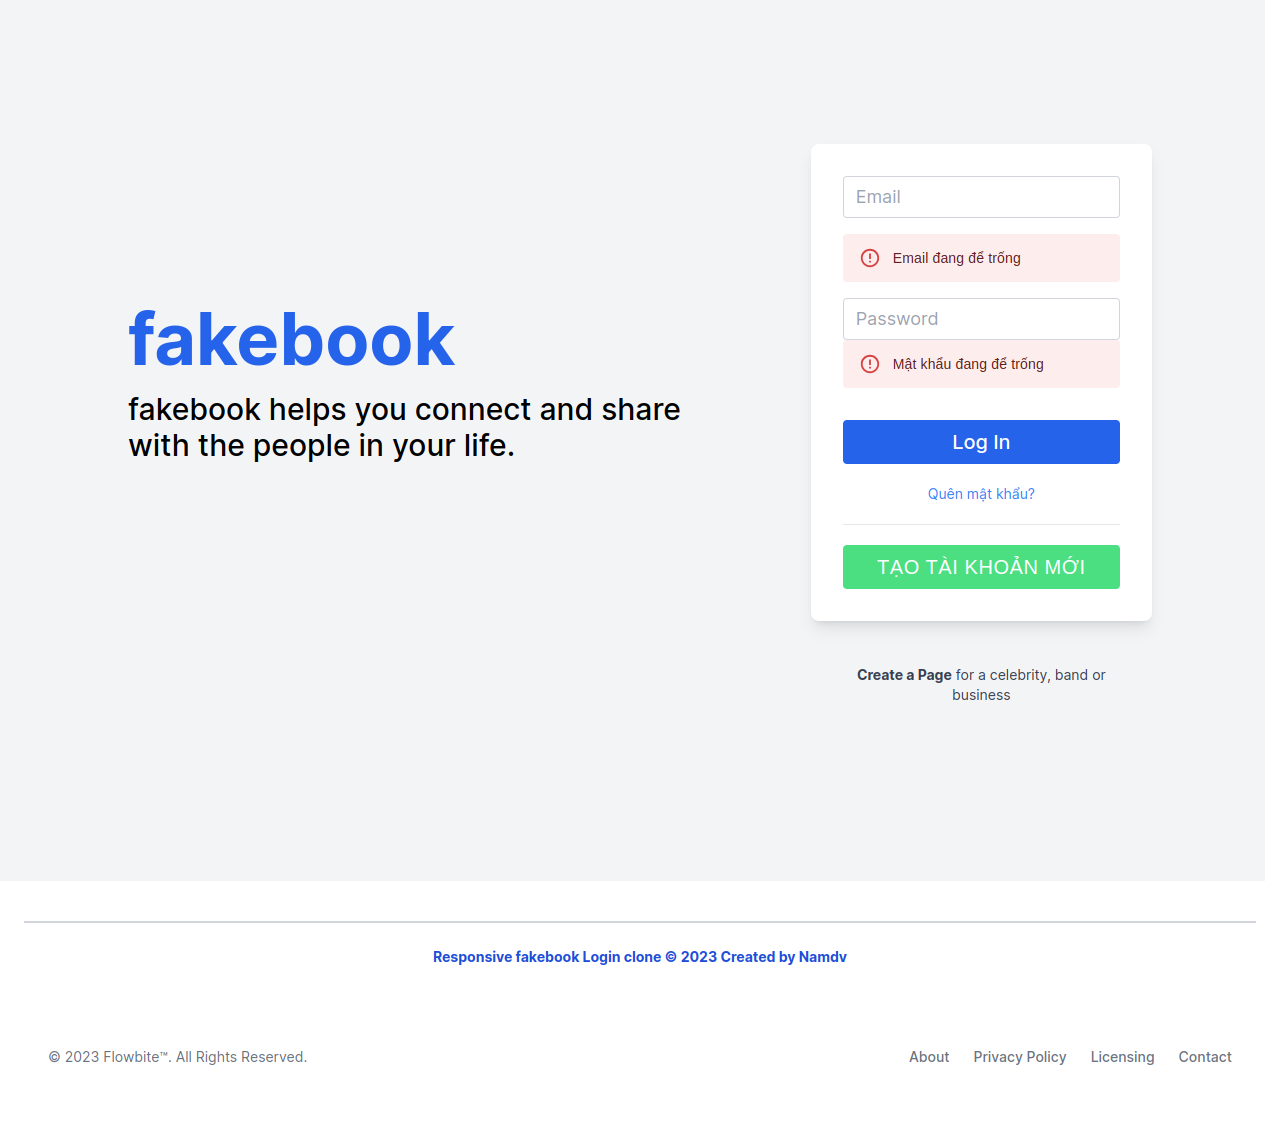 fakebook
fakebook helps you connect and share
with the people in your life.
Email
Email đang để trống
Password
Mật khẩu đang để trống
Log In
Quên mật khẩu?
TẠO TÀI KHOẢN MỚI
Create a Page for a celebrity, band or
business
Responsive fakebook Login clone © 2023 Created by Namdv
© 2023 Flowbite™. All Rights Reserved.
About Privacy Policy Licensing Contact